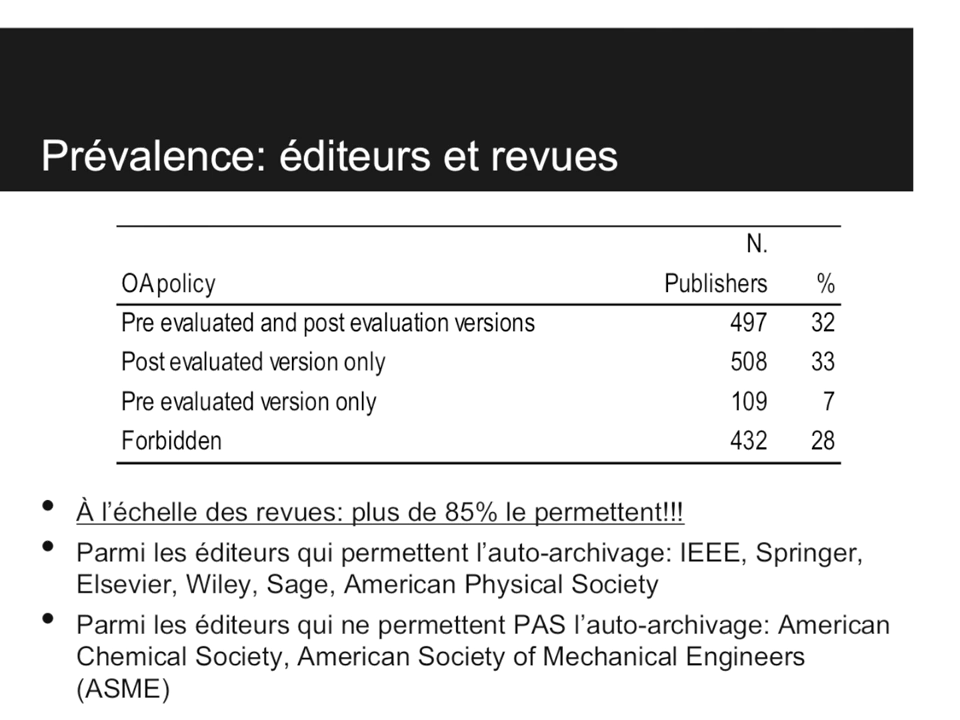 Prévalence: éditeurs et revues
N.
OA policy Publishers %
Pre evaluated and post evaluation versions 497 32
Post evaluated version only 508 33
Pre evaluated version only 109 7
Forbidden 432 28
• À l’échelle des revues: plus de 85% le permettent!!!
• Parmi les éditeurs qui permettent l’auto-archivage: IEEE, Springer,
Elsevier, Wiley, Sage, American Physical Society
• Parmi les éditeurs qui ne permettent PAS l’auto-archivage: American
Chemical Society, American Society of Mechanical Engineers
(ASME)